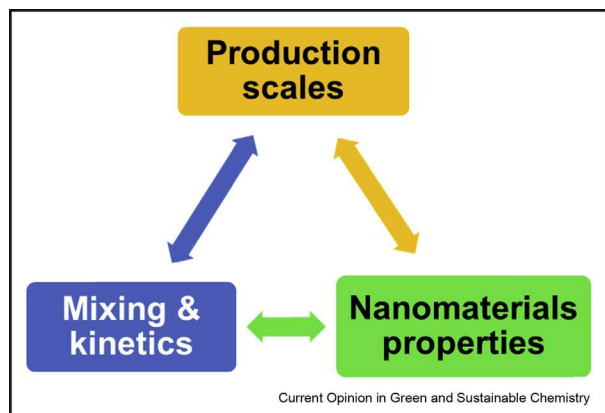 Production
scales
Mixing &
kinetics
Nanomaterials
properties
Current Opinion in Green and Sustainable Chemistry